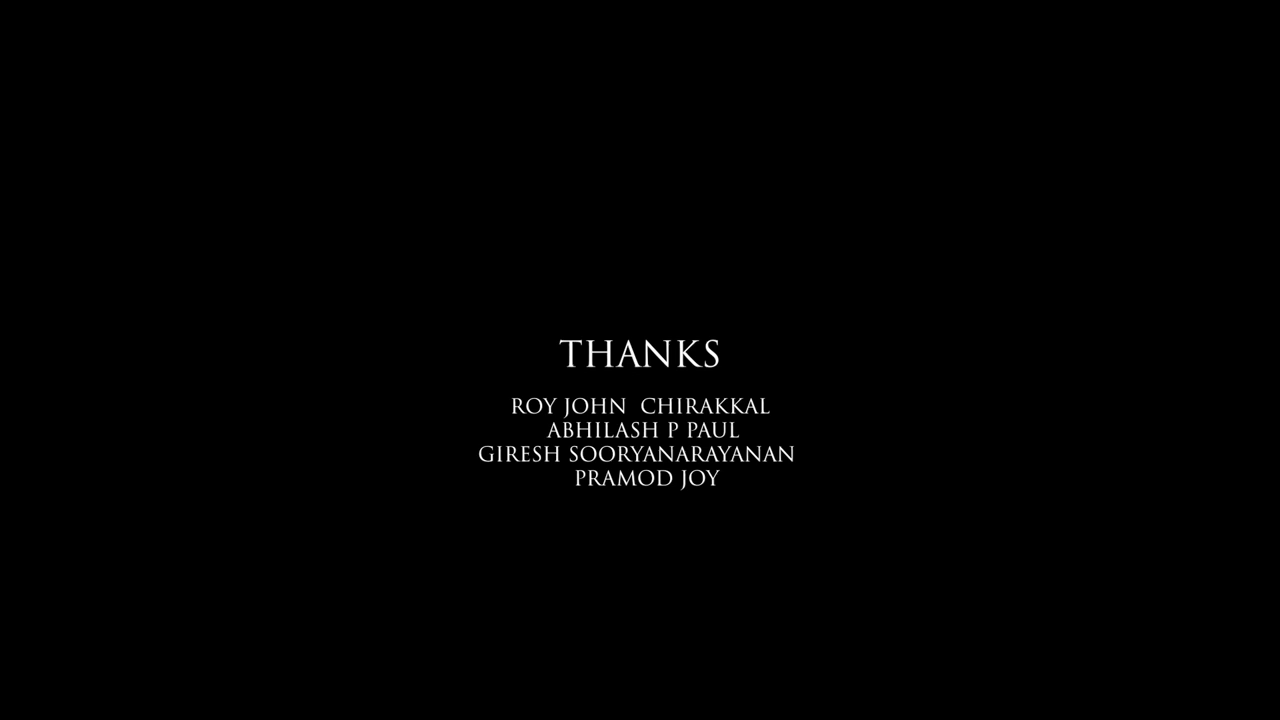 THANKS
ROY JOHN CHIRAKKAL
ABHILASH P PAUL
GIRESH SOORYANARAYANAN
PRAMOD JOY